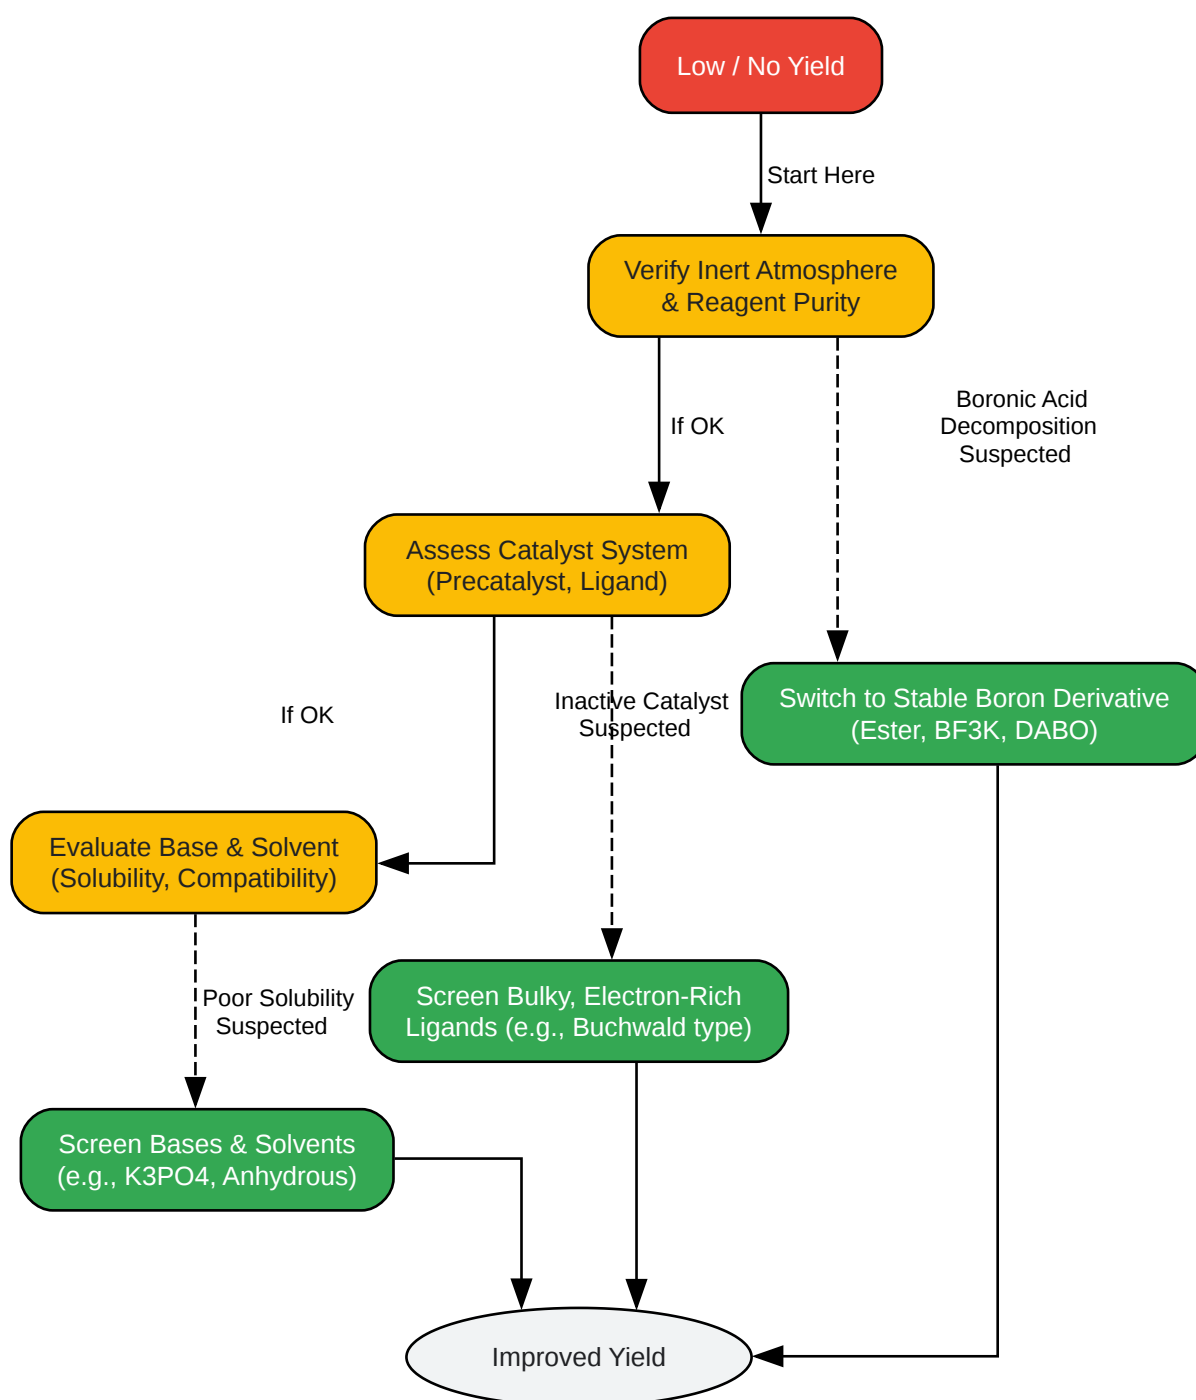 Low / No Yield
Start Here
Verify Inert Atmosphere
& Reagent Purity
If OK
Boronic Acid
Decomposition
Suspected
Assess Catalyst System
(Precatalyst, Ligand)
If OK
Inactive Catalyst
Suspected
Switch to Stable Boron Derivative
(Ester, BF3K, DABO)
Evaluate Base & Solvent
(Solubility, Compatibility)
Poor Solubility
Suspected
Screen Bulky, Electron-Rich
Ligands (e.g., Buchwald type)
Screen Bases & Solvents
(e.g., K3PO4, Anhydrous)
Improved Yield